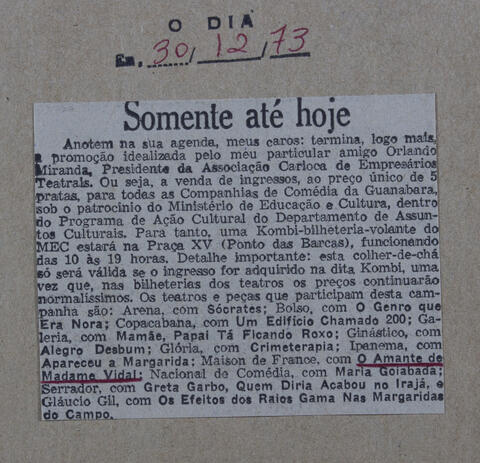 O DIA
Em, 30/12/73
Somente até hoje
Anotem na sua agenda, meus caros: termina, logo mais,
a promoção idealizada pelo meu particular amigo Orlando
Miranda, Presidente da Associação Carioca de Empresários
Teatrais. Ou seja, a venda de ingressos, ao preço único de 5
pratas, para todas as Companhias de Comédia da Guanabara,
sob o patrocínio do Ministério de Educação e Cultura, dentro
do Programa de Ação Cultural do Departamento de Assun-
tos Culturais. Para tanto, uma Kombi-bilheteria-volante do
MEC estará na Praça XV (Ponto das Barcas), funcionando
das 10 às 19 horas. Detalhe importante: esta colher-de-chá
só será válida se o ingresso for adquirido na dita Kombi, uma
vez que, nas bilheterias dos teatros os preços continuarão
normalíssimos. Os teatros e peças que participam desta cam-
panha são: Arena, com Sócrates; Bolso, com O Genro que
Era Nora; Copacabana, com Um Edifício Chamado 200; Ga-
leria, com Mamãe, Papai Tá Ficando Roxo; Ginástico, com
Alegro Desbum; Glória, com Crimeterapia; Ipanema, com
Apareceu a Margarida; Maison de France, com O Amante de
Madame Vidal; Nacional de Comédia, com Maria Goiabada;
Serrador, com Greta Garbo, Quem Diria Acabou no Irajá, e
Gláucio Gil, com Os Efeitos dos Raios Gama Nas Margaridas
do Campo.